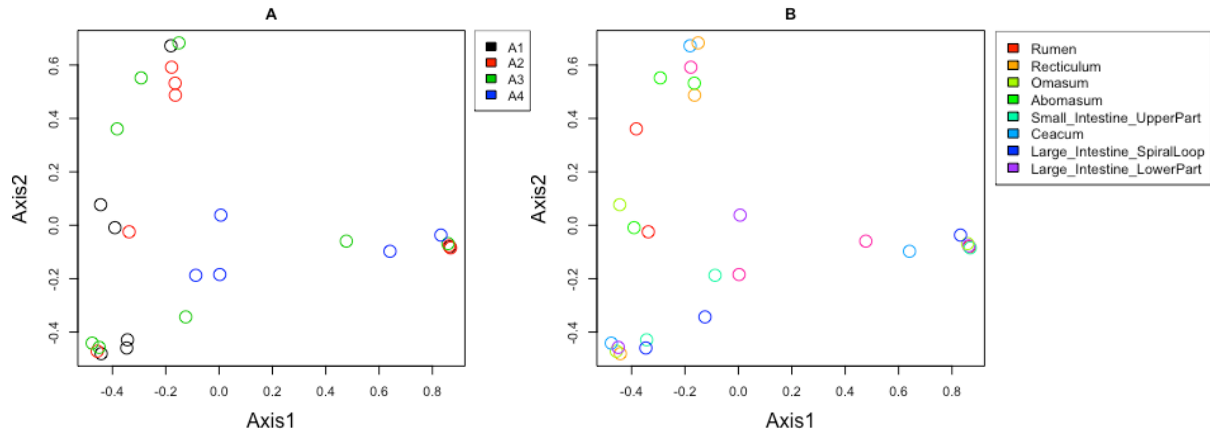 A
B
A1
A2
A3
A4
Rumen
Recticulum
Omasum
Abomasum
Small_Intestine_UpperPart
Ceacum
Large_Intestine_SpiralLoop
Large_Intestine_LowerPart
Axis2
0.6
0.4
0.2
0.0
-0.2
-0.4
-0.4
-0.2
0.0
0.2
0.4
0.6
0.8
Axis1
Axis2
0.6
0.4
0.2
0.0
-0.2
-0.4
-0.4
-0.2
0.0
0.2
0.4
0.6
0.8
Axis1